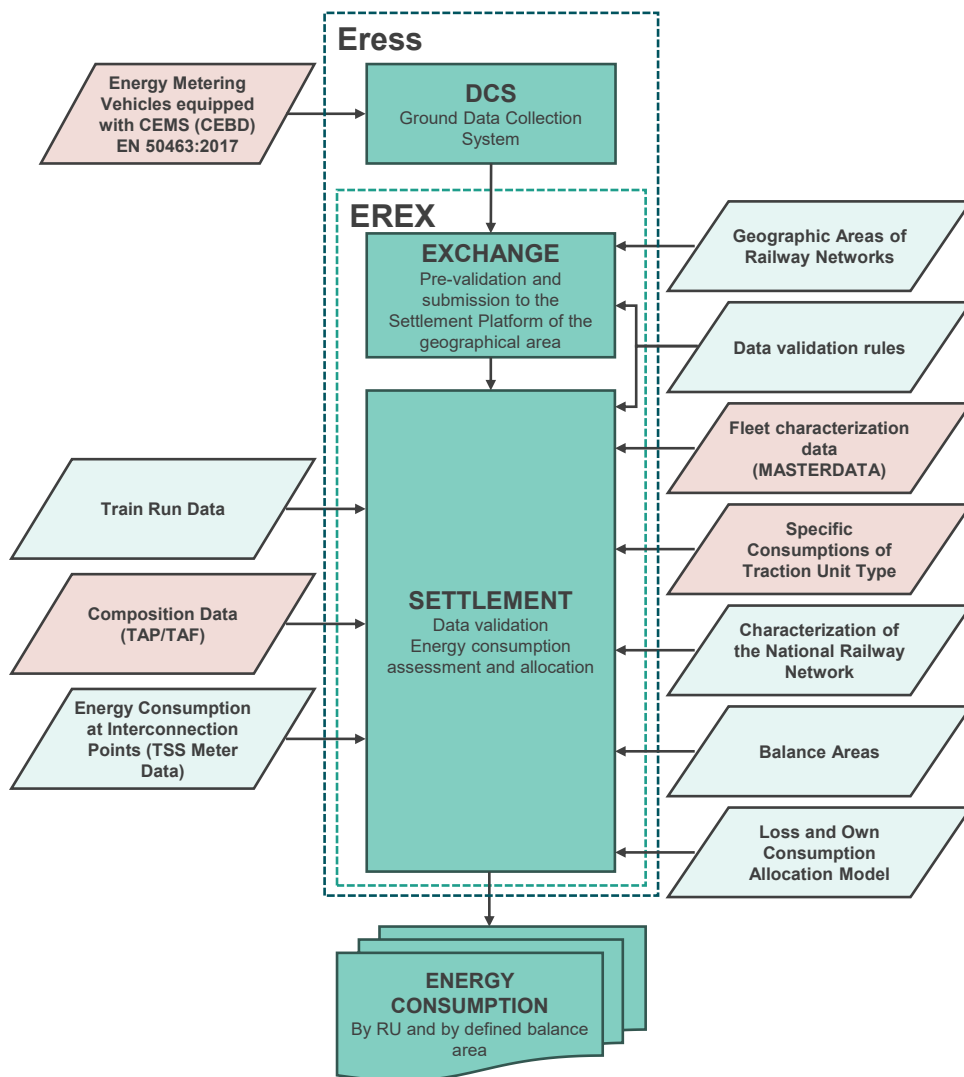 Eress
Energy Metering
Vehicles equipped
with CEMS (CEBD)
EN 50463:2017
DCS
Ground Data Collection
System
EREX
EXCHANGE
Pre-validation and
submission to the
Settlement Platform of the
geographical area
Geographic Areas of
Railway Networks
Data validation rules
Fleet characterization
data
(MASTERDATA)
Train Run Data
Specific
Consumptions of
Traction Unit Type
SETTLEMENT
Data validation
Energy consumption
assessment and allocation
Composition Data
(TAP/TAF)
Characterization of
the National Railway
Network
Energy Consumption
at Interconnection
Points (TSS Meter
Data)
Balance Areas
Loss and Own
Consumption
Allocation Model
ENERGY
CONSUMPTION
By RU and by defined balance
area